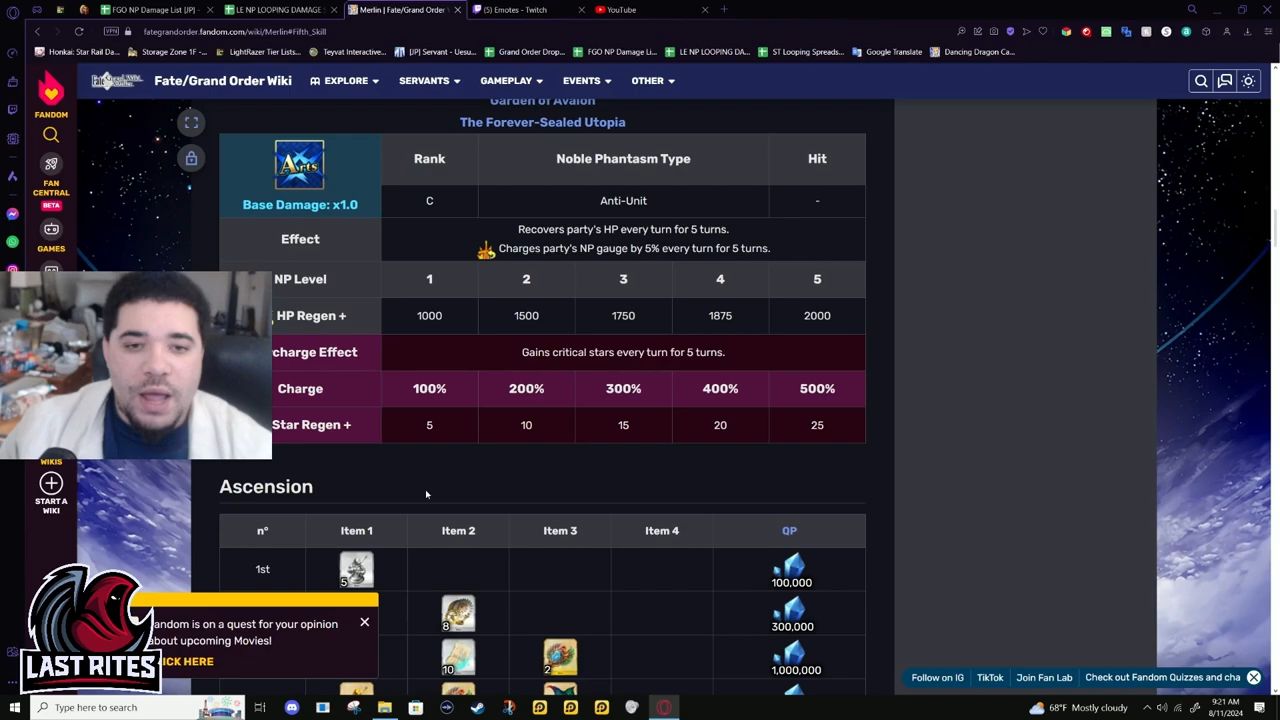 FGO NP Damage List [JP] -
LE NP LOOPING DAMAGE
Merlin | Fate/Grand Order
(5) Emotes - Twitch
YouTube
VPN
fategrandorder.fandom.com/wiki/Merlin#Fifth_Skill
Honkai: Star Rail Da...
Storage Zone 1F -...
LightRazer Tier Lists...
Teyvat Interactive...
[JP] Servant - Uesu...
Grand Order Drop...
FGO NP Damage Li...
LE NP LOOPING DA...
ST Looping Spreads...
Google Translate
Dancing Dragon Ca...
Fate/Grand Order Wiki
EXPLORE
SERVANTS
GAMEPLAY
EVENTS
OTHER
FANDOM
FAN
CENTRAL
BETA
GAMES
WIKIS
START A
WIKI
Garden of Avalon
The Forever-Sealed Utopia
Arts
Base Damage: x1.0
Rank
Noble Phantasm Type
Hit
C
Anti-Unit
-
Effect
Recovers party's HP every turn for 5 turns.
Charges party's NP gauge by 5% every turn for 5 turns.
NP Level
1
2
3
4
5
HP Regen +
1000
1500
1750
1875
2000
rcharge Effect
Gains critical stars every turn for 5 turns.
Charge
100%
200%
300%
400%
500%
Star Regen +
5
10
15
20
25
Ascension
n°
Item 1
Item 2
Item 3
Item 4
QP
1st
5
100,000
8
300,000
10
2
1,000,000
andom is on a quest for your opinion
about upcoming Movies!
ICK HERE
LAST RITES
Follow on IG
TikTok
Join Fan Lab
Check out Fandom Quizzes and cha
Type here to search
68°F Mostly cloudy
9:21 AM
8/11/2024